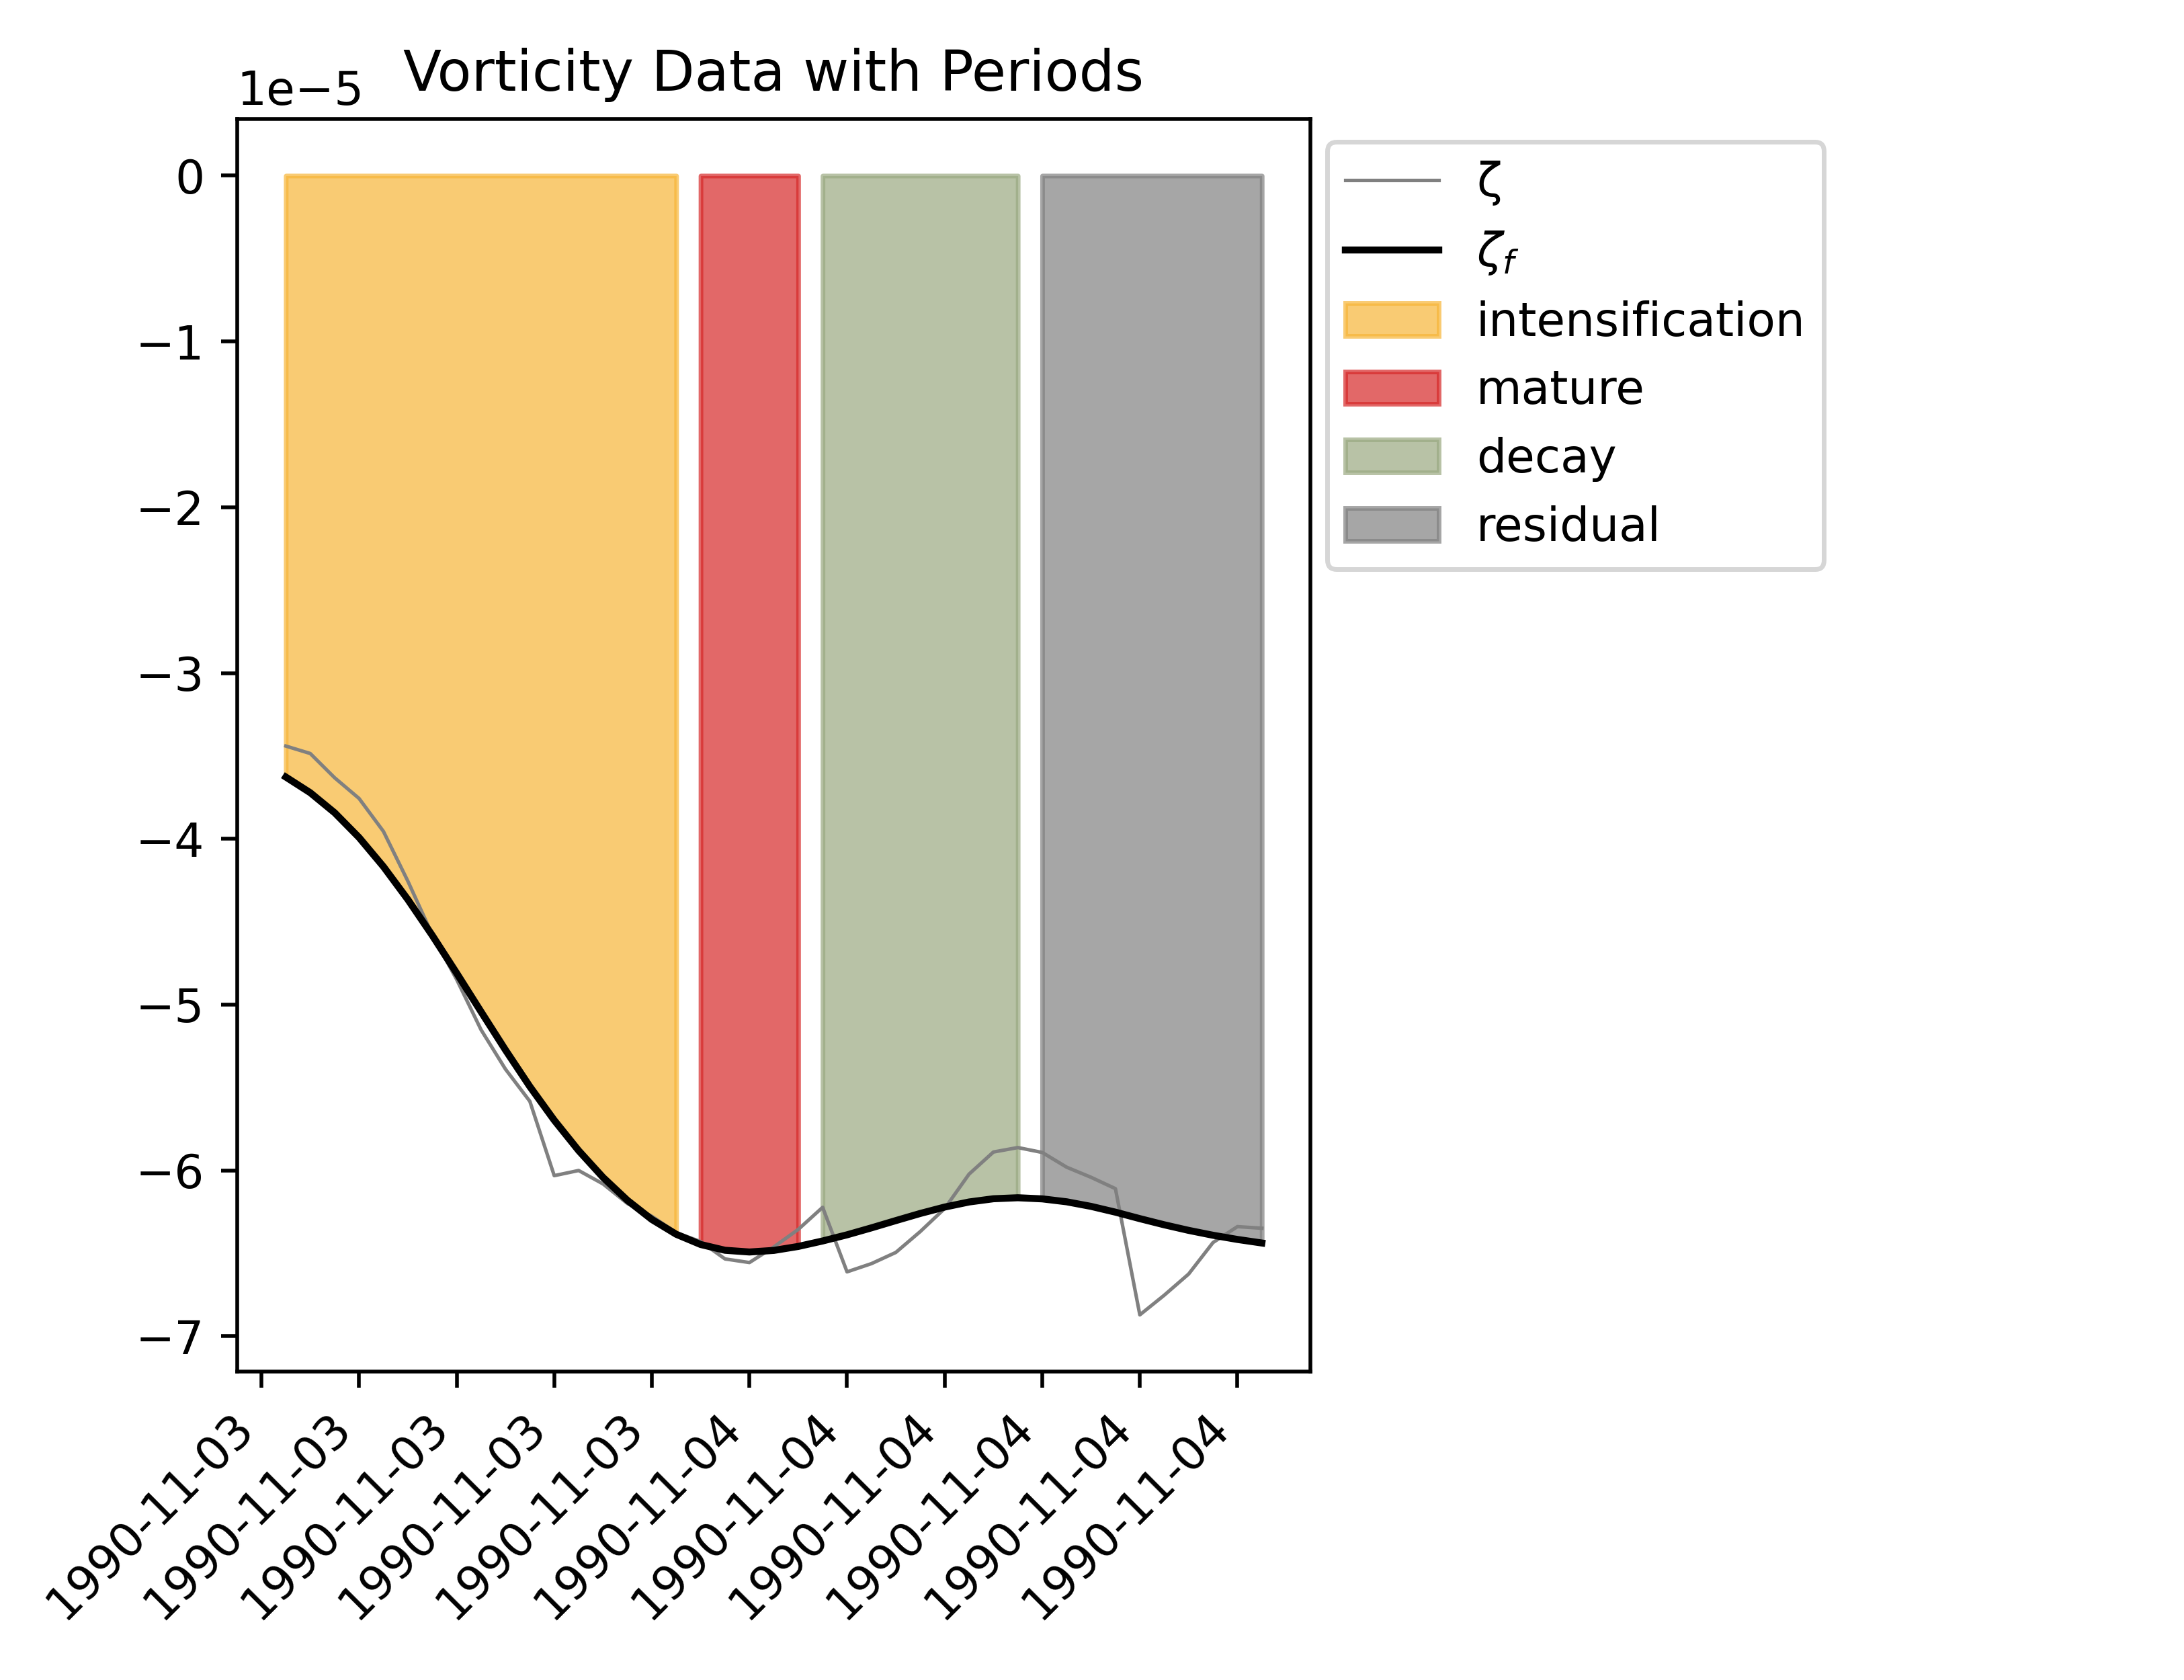 Vorticity Data with Periods
1e−5
0
−1
−2
−3
−4
−5
−6
−7
1990-11-03
1990-11-03
1990-11-03
1990-11-03
1990-11-03
1990-11-04
1990-11-04
1990-11-04
1990-11-04
1990-11-04
1990-11-04
ζ
ζf
intensification
mature
decay
residual